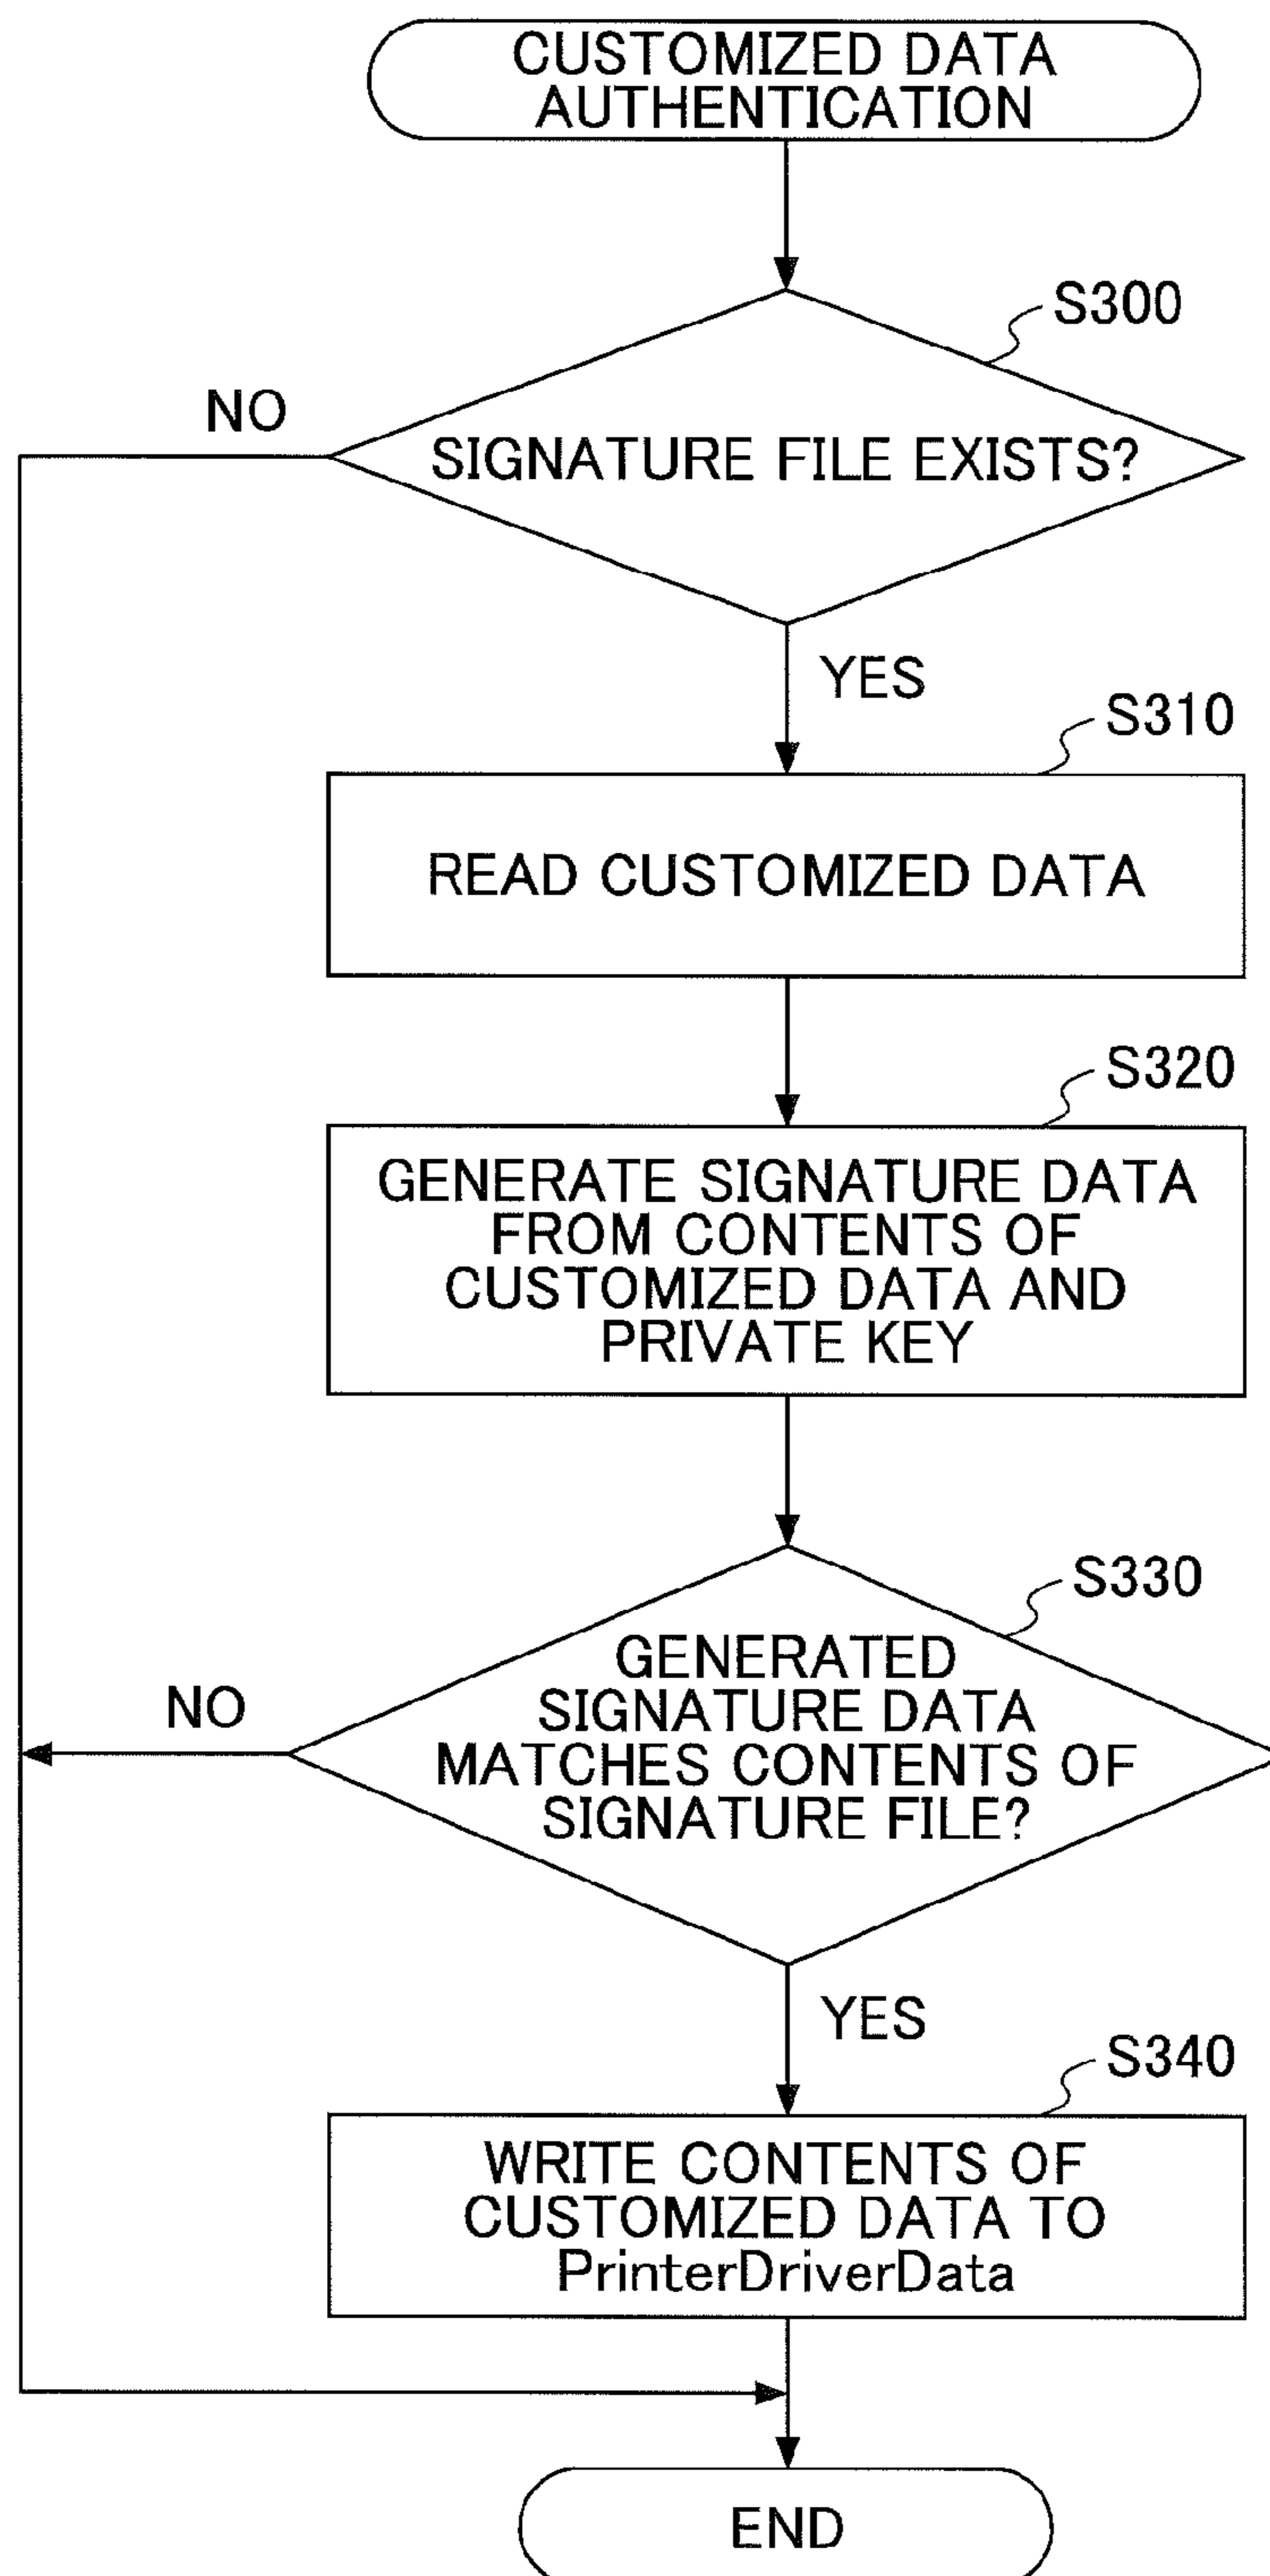 CUSTOMIZED DATA
AUTHENTICATION
S300
NO
SIGNATURE FILE EXISTS?
YES
S310
READ CUSTOMIZED DATA
S320
GENERATE SIGNATURE DATA
FROM CONTENTS OF
CUSTOMIZED DATA AND
PRIVATE KEY
S330
GENERATED
SIGNATURE DATA
MATCHES CONTENTS OF
SIGNATURE FILE?
NO
YES
S340
WRITE CONTENTS OF
CUSTOMIZED DATA TO
PrinterDriverData
END